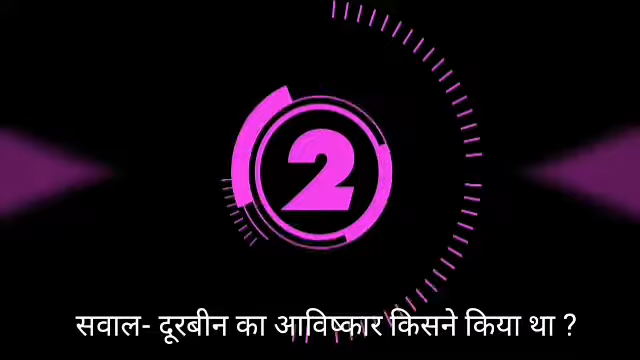 2
सवाल- दूरबीन का आविष्कार किसने किया था ?